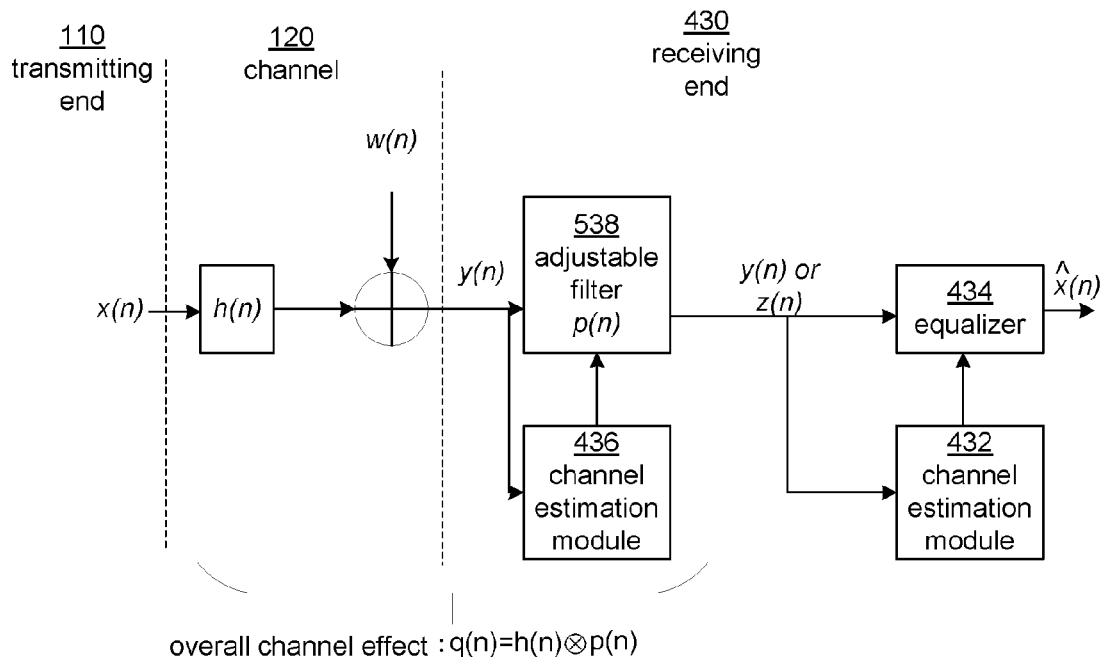 110
transmitting
end
120
channel
430
receiving
end
w(n)
x(n)
h(n)
y(n)
538
adjustable
filter
p(n)
y(n) or
z(n)
434
equalizer
x̂(n)
436
channel
estimation
module
432
channel
estimation
module
overall channel effect : q(n)=h(n)⊗p(n)